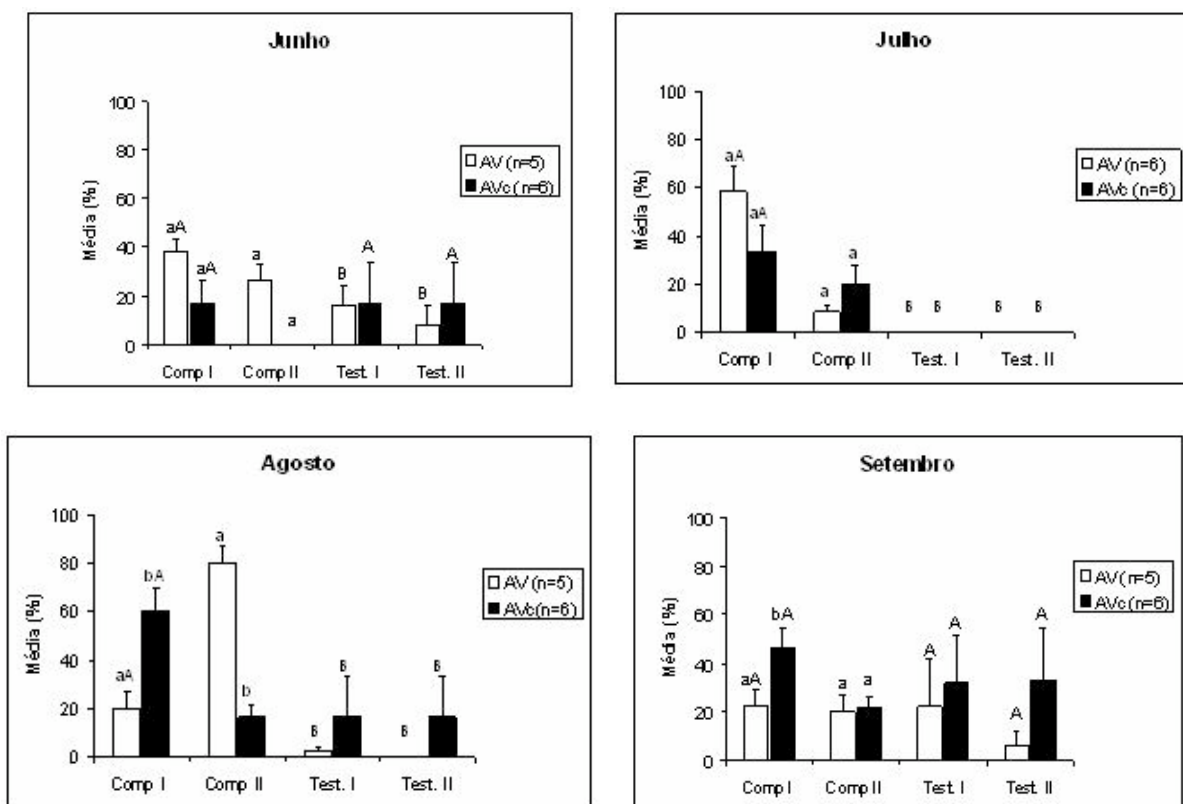 Junho
100
80
60
40
20
0
Média (%)
aA
aA
a
a
B
A
B
A
Comp I
Comp II
Test. I
Test. II
AV (n=5)
AVc (n=6)
Julho
100
80
60
40
20
0
Média (%)
aA
aA
a
a
B
B
B
B
Comp I
Comp II
Test. I
Test. II
AV (n=6)
AVc (n=6)
Agosto
100
80
60
40
20
0
Média (%)
aA
bA
a
b
B
B
B
B
Comp I
Comp II
Test. I
Test. II
AV (n=5)
AVc (n=6)
Setembro
100
80
60
40
20
0
Média (%)
aA
bA
a
a
A
A
A
A
Comp I
Comp II
Test. I
Test. II
AV (n=5)
AVc (n=6)